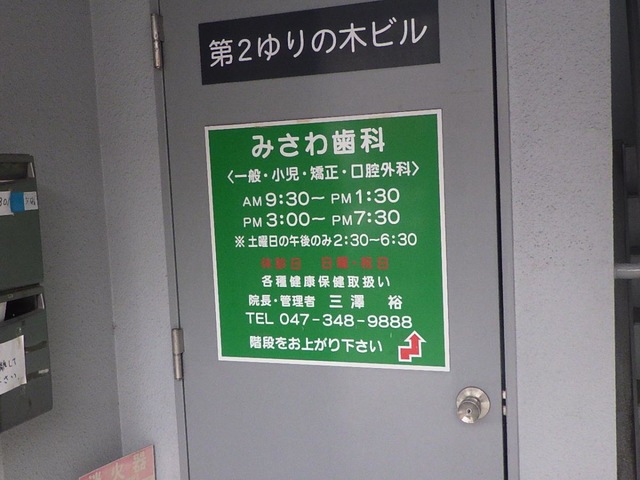 第2ゆりの木ビル
みさわ歯科
〈一般・小児・矯正・口腔外科〉
AM 9:30～ PM 1:30
PM 3:00～ PM 7:30
※土曜日の午後のみ2:30～6:30
休診日 日曜・祝日
各種健康保健取扱い
院長・管理者 三澤 裕
TEL 047-348-9888
階段をお上がり下さい
消火器